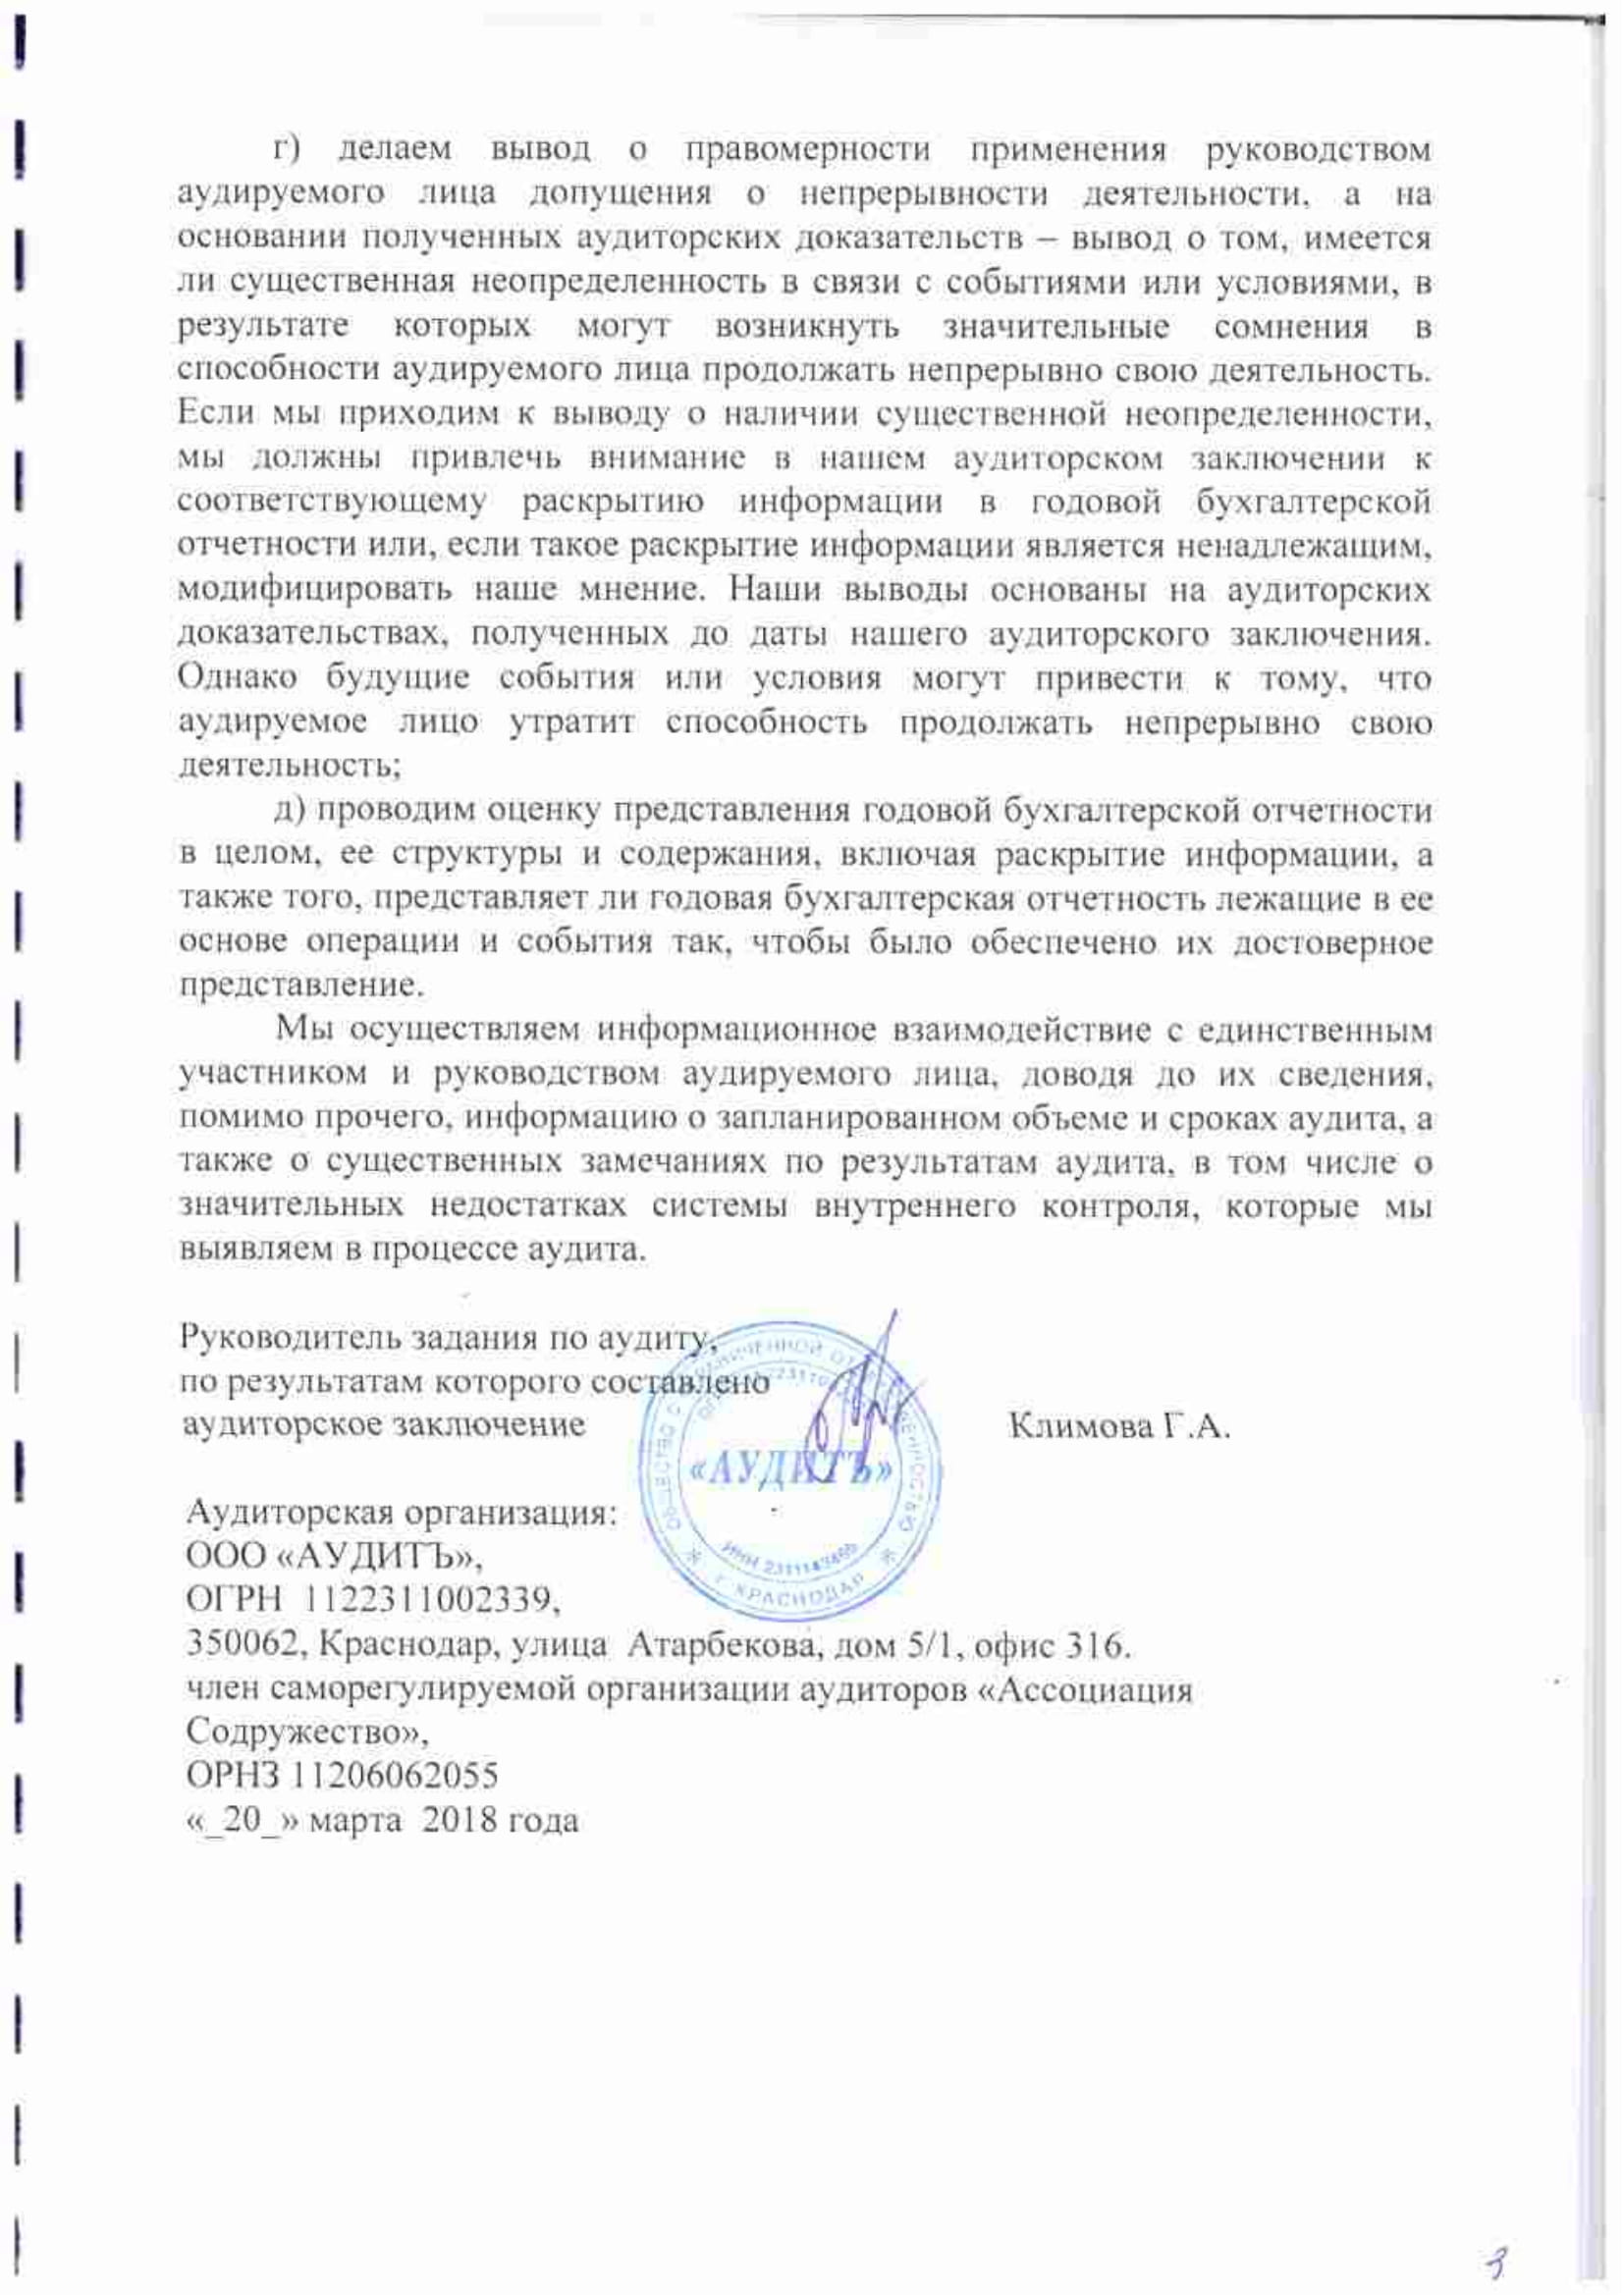 г) делаем вывод о правомерности применения руководством
аудируемого лица допущения о непрерывности деятельности, а на
основании полученных аудиторских доказательств – вывод о том, имеется
ли существенная неопределенность в связи с событиями или условиями, в
результате которых могут возникнуть значительные сомнения в
способности аудируемого лица продолжать непрерывно свою деятельность.
Если мы приходим к выводу о наличии существенной неопределенности,
мы должны привлечь внимание в нашем аудиторском заключении к
соответствующему раскрытию информации в годовой бухгалтерской
отчетности или, если такое раскрытие информации является ненадлежащим,
модифицировать наше мнение. Наши выводы основаны на аудиторских
доказательствах, полученных до даты нашего аудиторского заключения.
Однако будущие события или условия могут привести к тому, что
аудируемое лицо утратит способность продолжать непрерывно свою
деятельность;
д) проводим оценку представления годовой бухгалтерской отчетности
в целом, ее структуры и содержания, включая раскрытие информации, а
также того, представляет ли годовая бухгалтерская отчетность лежащие в ее
основе операции и события так, чтобы было обеспечено их достоверное
представление.
Мы осуществляем информационное взаимодействие с единственным
участником и руководством аудируемого лица, доводя до их сведения,
помимо прочего, информацию о запланированном объеме и сроках аудита, а
также о существенных замечаниях по результатам аудита, в том числе о
значительных недостатках системы внутреннего контроля, которые мы
выявляем в процессе аудита.
Руководитель задания по аудиту,
по результатам которого составлено
аудиторское заключение Климова Г.А.
«АУДИТЪ»
г. КРАСНОДАР
Аудиторская организация:
ООО «АУДИТЪ»,
ОГРН 1122311002339,
350062, Краснодар, улица Атарбекова, дом 5/1, офис 316.
член саморегулируемой организации аудиторов «Ассоциация
Содружество»,
ОРНЗ 11206062055
«_20_» марта 2018 года
3